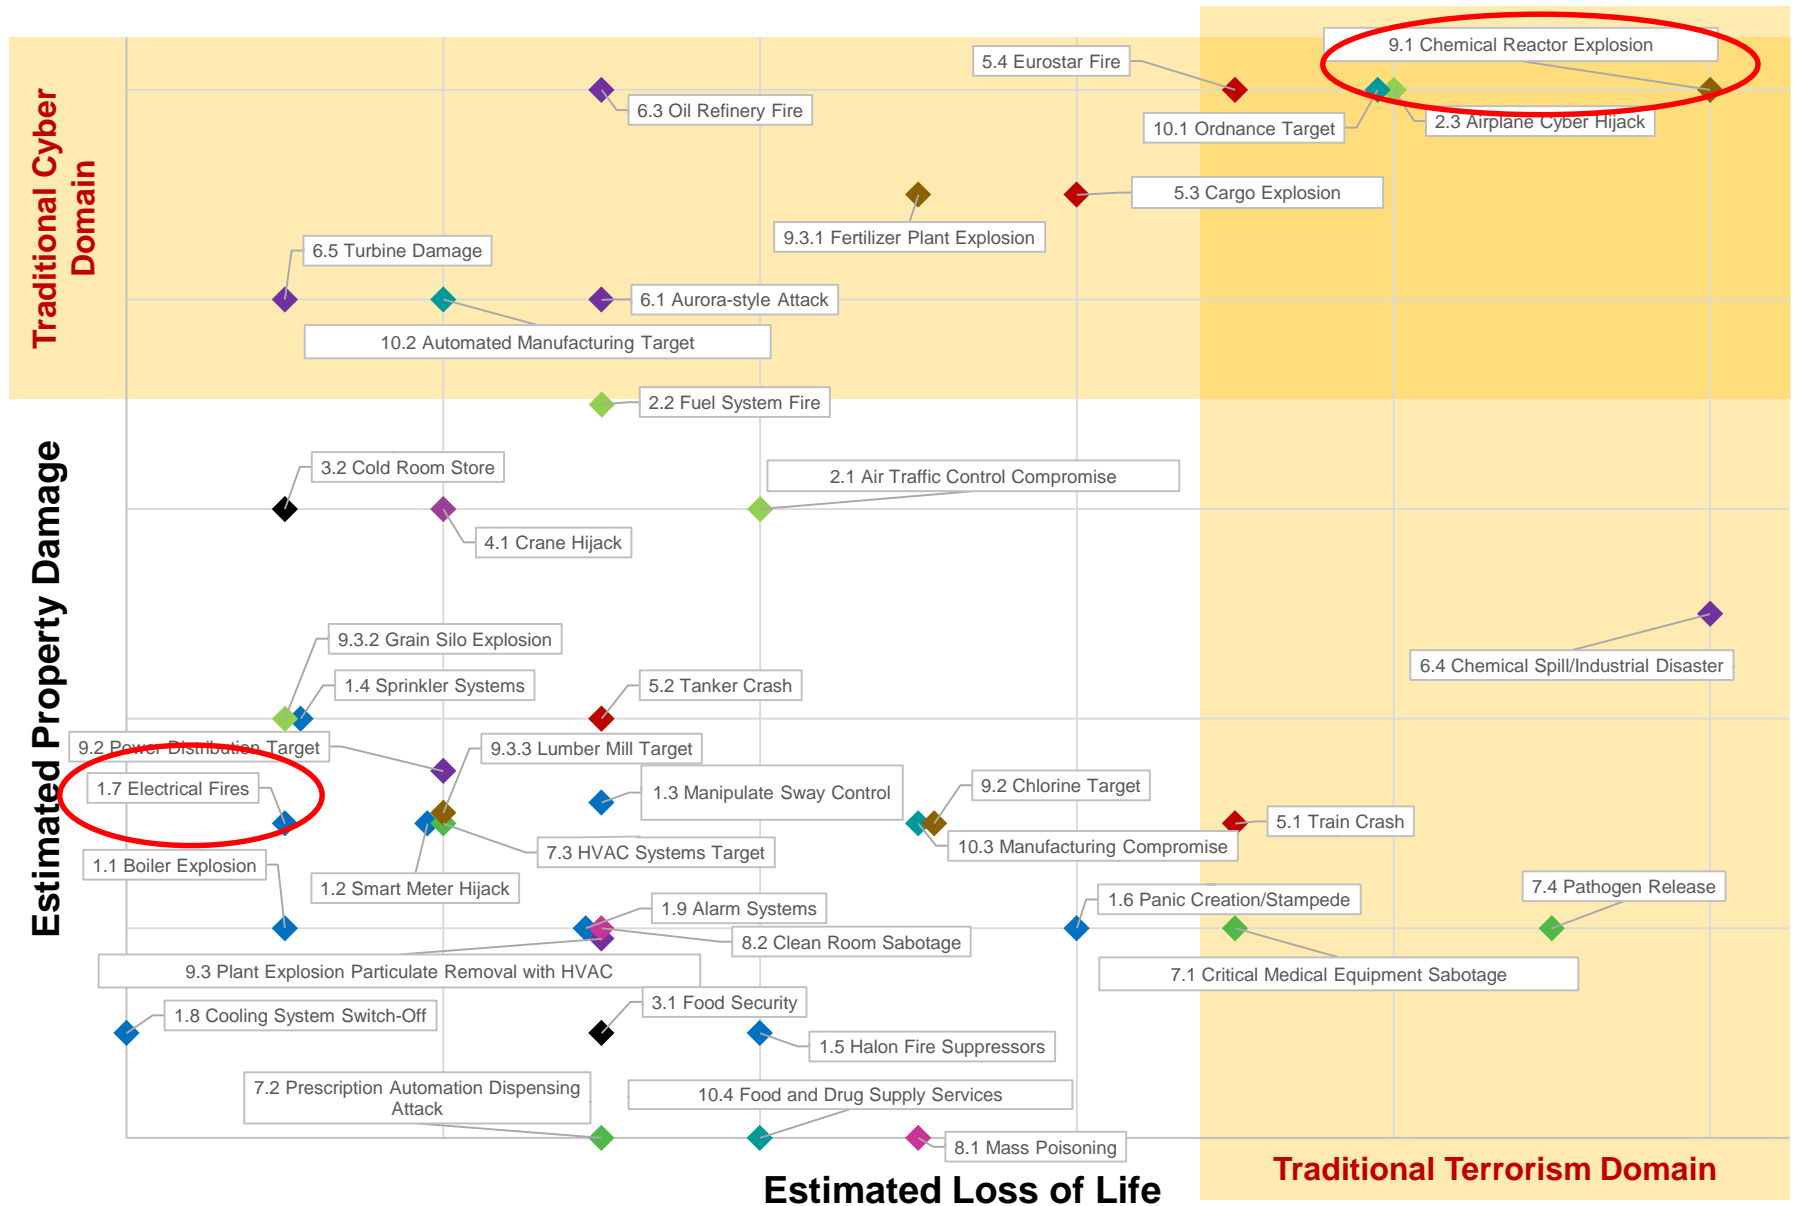 9.1 Chemical Reactor Explosion
5.4 Eurostar Fire
6.3 Oil Refinery Fire
10.1 Ordnance Target
2.3 Airplane Cyber Hijack
Traditional Cyber
Domain
5.3 Cargo Explosion
9.3.1 Fertilizer Plant Explosion
6.5 Turbine Damage
6.1 Aurora-style Attack
10.2 Automated Manufacturing Target
2.2 Fuel System Fire
3.2 Cold Room Store
2.1 Air Traffic Control Compromise
4.1 Crane Hijack
Estimated Property Damage
9.3.2 Grain Silo Explosion
6.4 Chemical Spill/Industrial Disaster
1.4 Sprinkler Systems
5.2 Tanker Crash
9.2 Power Distribution Target
9.3.3 Lumber Mill Target
1.7 Electrical Fires
1.3 Manipulate Sway Control
9.2 Chlorine Target
5.1 Train Crash
7.3 HVAC Systems Target
10.3 Manufacturing Compromise
1.1 Boiler Explosion
1.2 Smart Meter Hijack
7.4 Pathogen Release
1.9 Alarm Systems
1.6 Panic Creation/Stampede
8.2 Clean Room Sabotage
9.3 Plant Explosion Particulate Removal with HVAC
7.1 Critical Medical Equipment Sabotage
3.1 Food Security
1.8 Cooling System Switch-Off
1.5 Halon Fire Suppressors
7.2 Prescription Automation Dispensing
Attack
10.4 Food and Drug Supply Services
8.1 Mass Poisoning
Traditional Terrorism Domain
Estimated Loss of Life